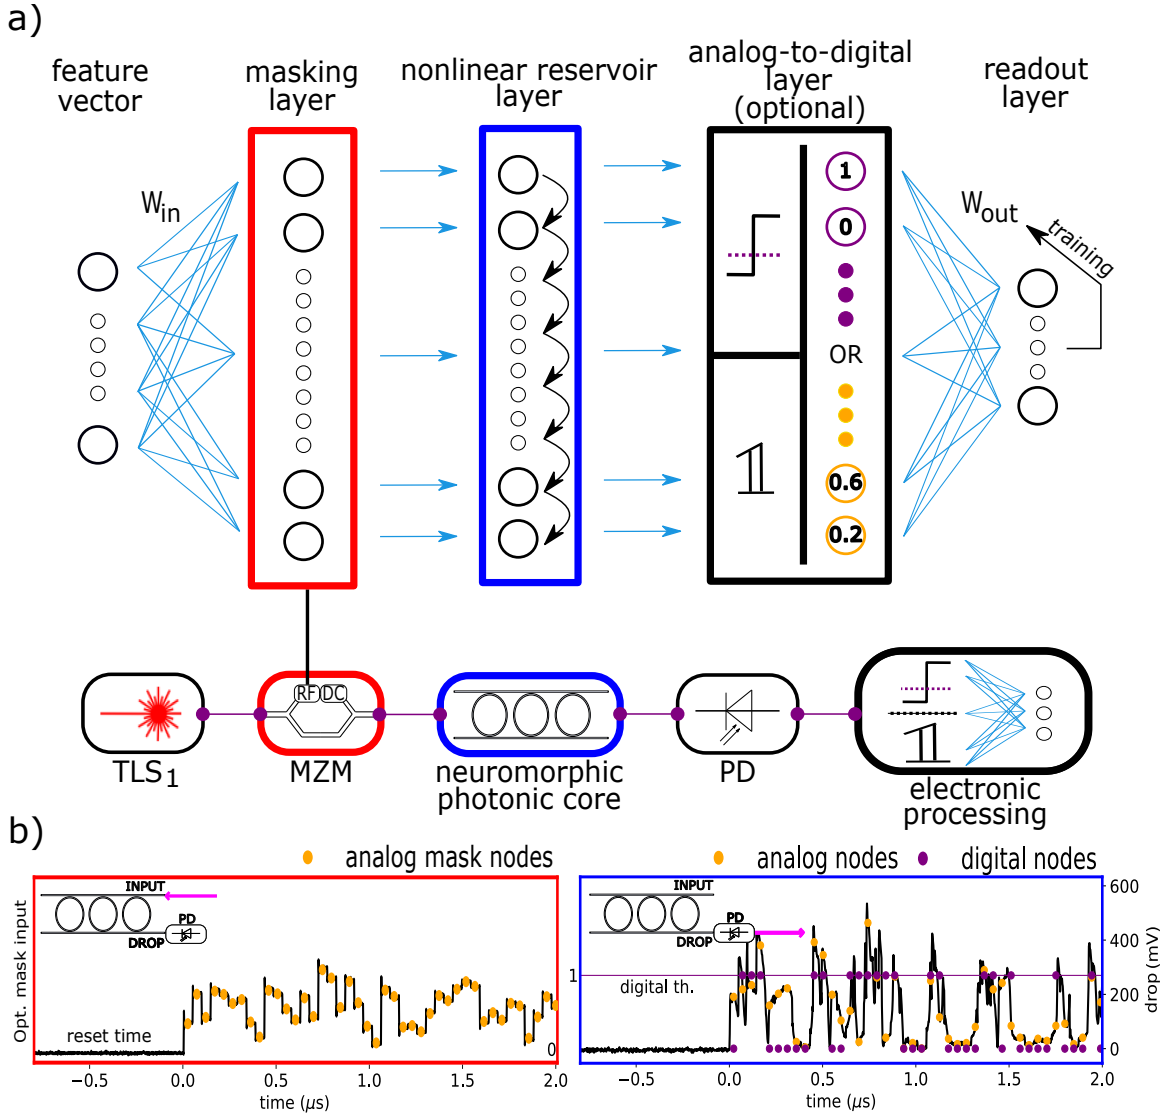 a)
feature
vector
masking
layer
nonlinear reservoir
layer
analog-to-digital
layer
(optional)
readout
layer
W_in
W_out
training
1
0
OR
0.6
0.2
RF DC
TLS_1
MZM
neuromorphic
photonic core
PD
electronic
processing
b)
analog mask nodes
analog nodes
digital nodes
INPUT
PD
DROP
Opt. mask input
reset time
1
0
−0.5 0.0 0.5 1.0 1.5 2.0
time (μs)
INPUT
PD
DROP
digital th.
600
400
200
0
drop (mV)
−0.5 0.0 0.5 1.0 1.5 2.0
time (μs)